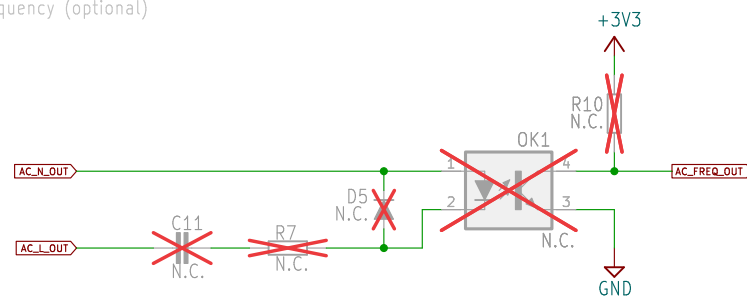 quency (optional)
+3V3
R10
N.C.
OK1
AC_N_OUT
1
4
AC_FREQ_OUT
D5
N.C.
2
3
C11
R7
AC_L_OUT
N.C.
N.C.
N.C.
GND